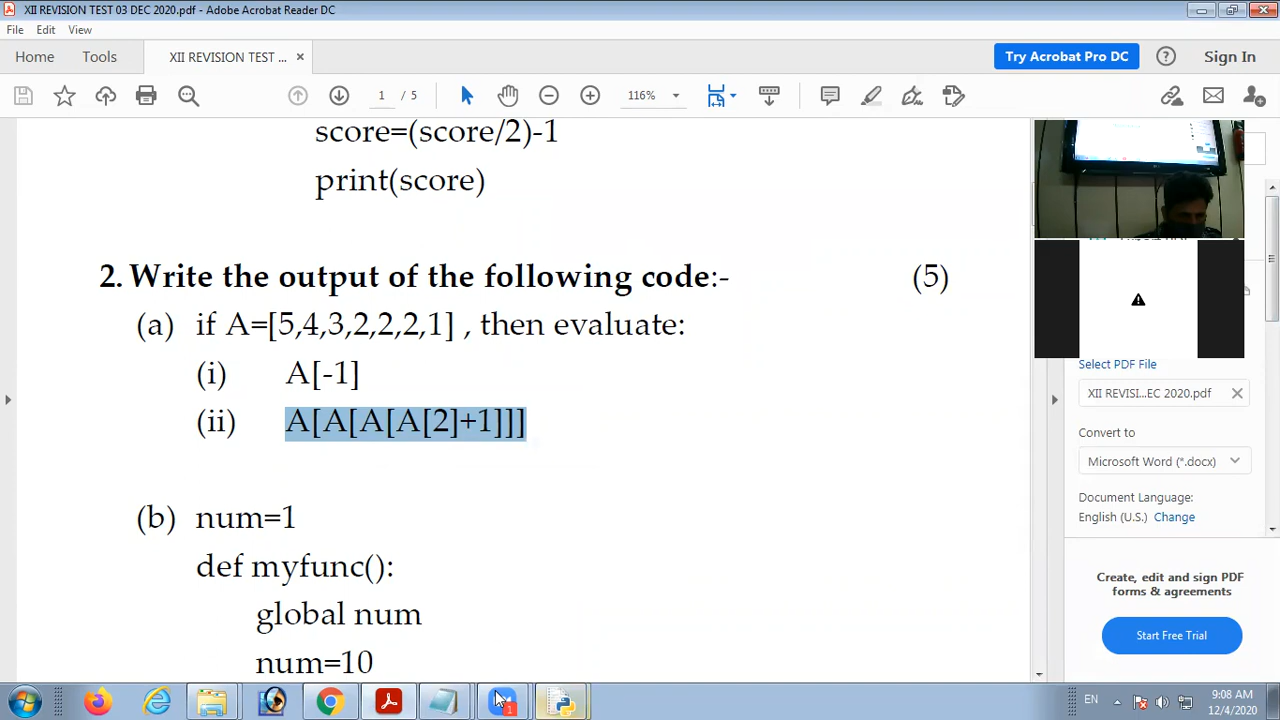 XII REVISION TEST 03 DEC 2020.pdf - Adobe Acrobat Reader DC
File Edit View
Home Tools XII REVISION TEST ... × Try Acrobat Pro DC ? Sign In
1 / 5 116%
score=(score/2)-1
print(score)
2. Write the output of the following code:- (5)
(a) if A=[5,4,3,2,2,2,1] , then evaluate:
(i) A[-1]
(ii) A[A[A[A[2]+1]]]
(b) num=1
def myfunc():
global num
num=10
Select PDF File
XII REVISI...EC 2020.pdf
Convert to
Microsoft Word (*.docx)
Document Language:
English (U.S.) Change
Create, edit and sign PDF
forms & agreements
Start Free Trial
EN 9:08 AM
12/4/2020